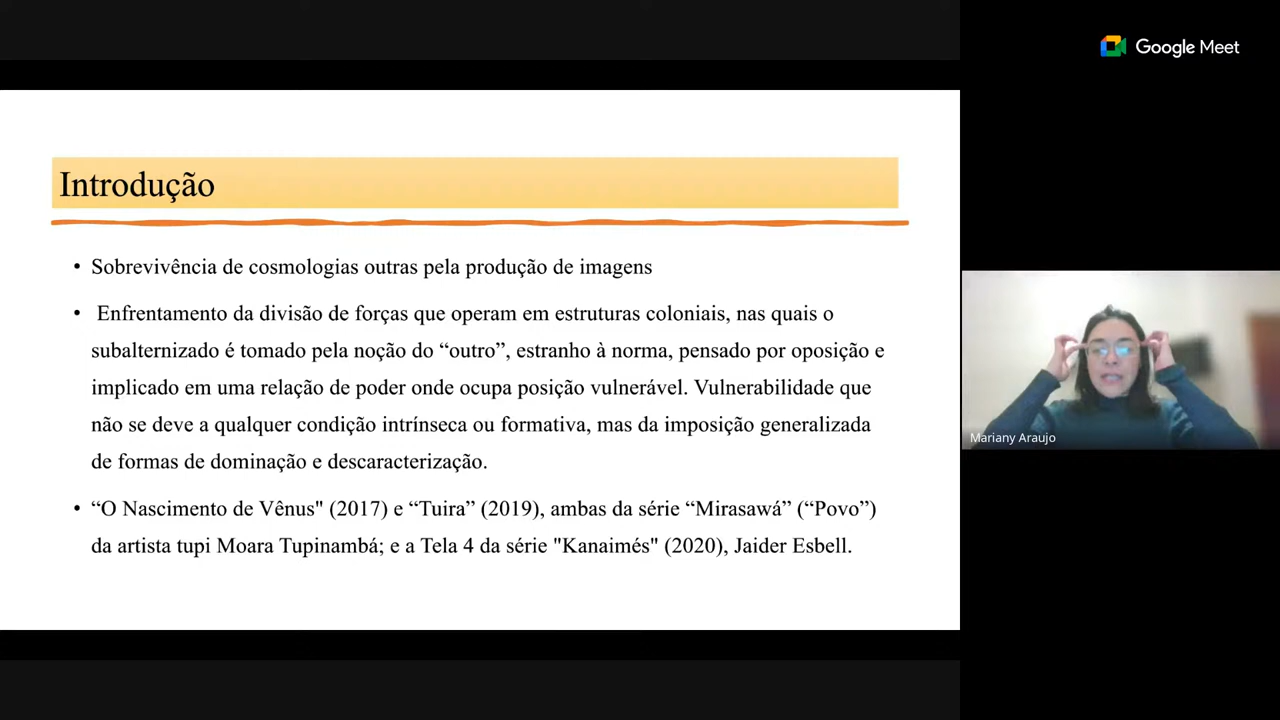 Google Meet
Introdução
• Sobrevivência de cosmologias outras pela produção de imagens
• Enfrentamento da divisão de forças que operam em estruturas coloniais, nas quais o
subalternizado é tomado pela noção do “outro”, estranho à norma, pensado por oposição e
implicado em uma relação de poder onde ocupa posição vulnerável. Vulnerabilidade que
não se deve a qualquer condição intrínseca ou formativa, mas da imposição generalizada
de formas de dominação e descaracterização.
• “O Nascimento de Vênus" (2017) e “Tuira” (2019), ambas da série “Mirasawá” (“Povo”)
da artista tupi Moara Tupinambá; e a Tela 4 da série "Kanaimés" (2020), Jaider Esbell.
Mariany Araujo